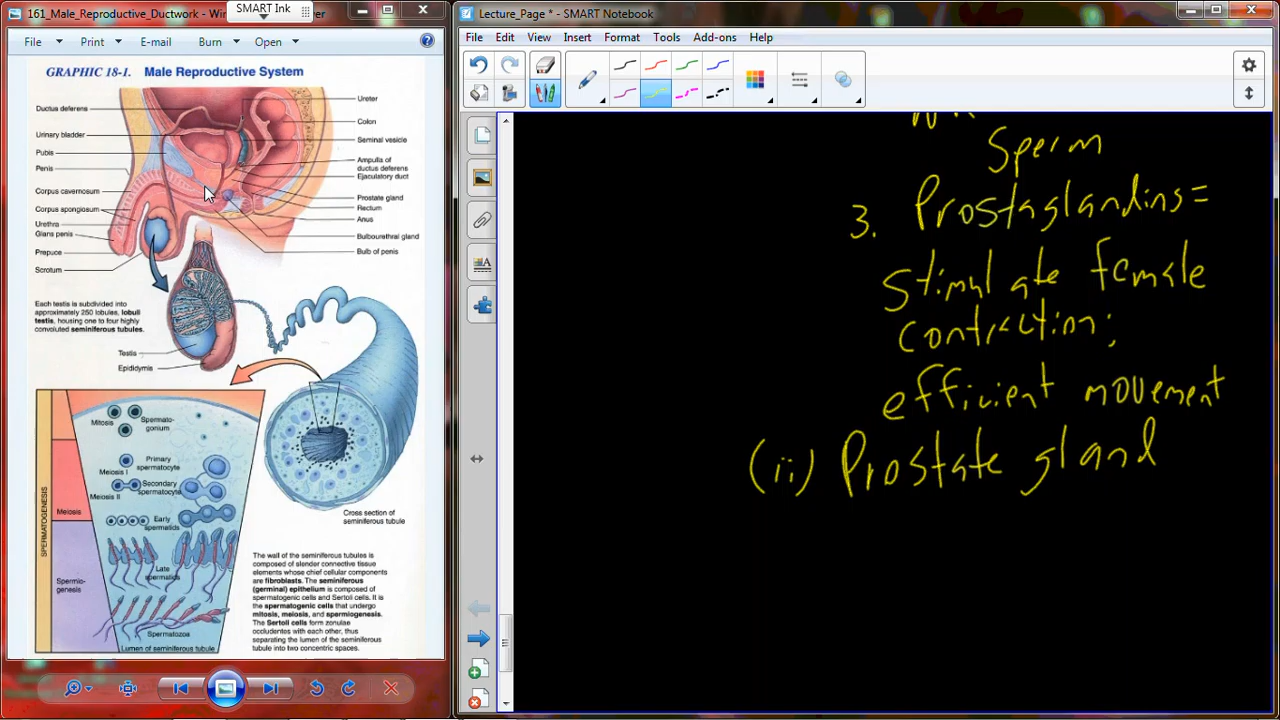 161_Male_Reproductive_Ductwork - Win
SMART Ink
er
File Print E-mail Burn Open
GRAPHIC 18-1. Male Reproductive System
Ductus deferens
Urinary bladder
Pubis
Penis
Corpus cavernosum
Corpus spongiosum
Urethra
Glans penis
Prepuce
Scrotum
Ureter
Colon
Seminal vesicle
Ampulla of
ductus deferens
Ejaculatory duct
Prostate gland
Rectum
Anus
Bulbourethral gland
Bulb of penis
Each testis is subdivided into
approximately 250 lobules, lobuli
testis, housing one to four highly
convoluted seminiferous tubules.
Testis
Epididymis
SPERMATOGENESIS
Mitosis
Spermato-
gonium
Primary
spermatocyte
Meiosis I
Secondary
spermatocyte
Meiosis II
Meiosis
Early
spermatids
Late
spermatids
Spermio-
genesis
Spermatozoa
Lumen of seminiferous tubule
Cross section of
seminiferous tubule
The wall of the seminiferous tubules is
composed of slender connective tissue
elements whose chief cellular components
are fibroblasts. The seminiferous
(germinal) epithelium is composed of
spermatogenic cells and Sertoli cells. It is
the spermatogenic cells that undergo
mitosis, meiosis, and spermiogenesis.
The Sertoli cells form zonulae
occludentes with each other, thus
separating the lumen of the seminiferous
tubule into two concentric spaces.
Lecture_Page * - SMART Notebook
File Edit View Insert Format Tools Add-ons Help
Sperm
3. Prostaglandins =
stimulate female
contraction;
efficient movement
(ii) Prostate gland